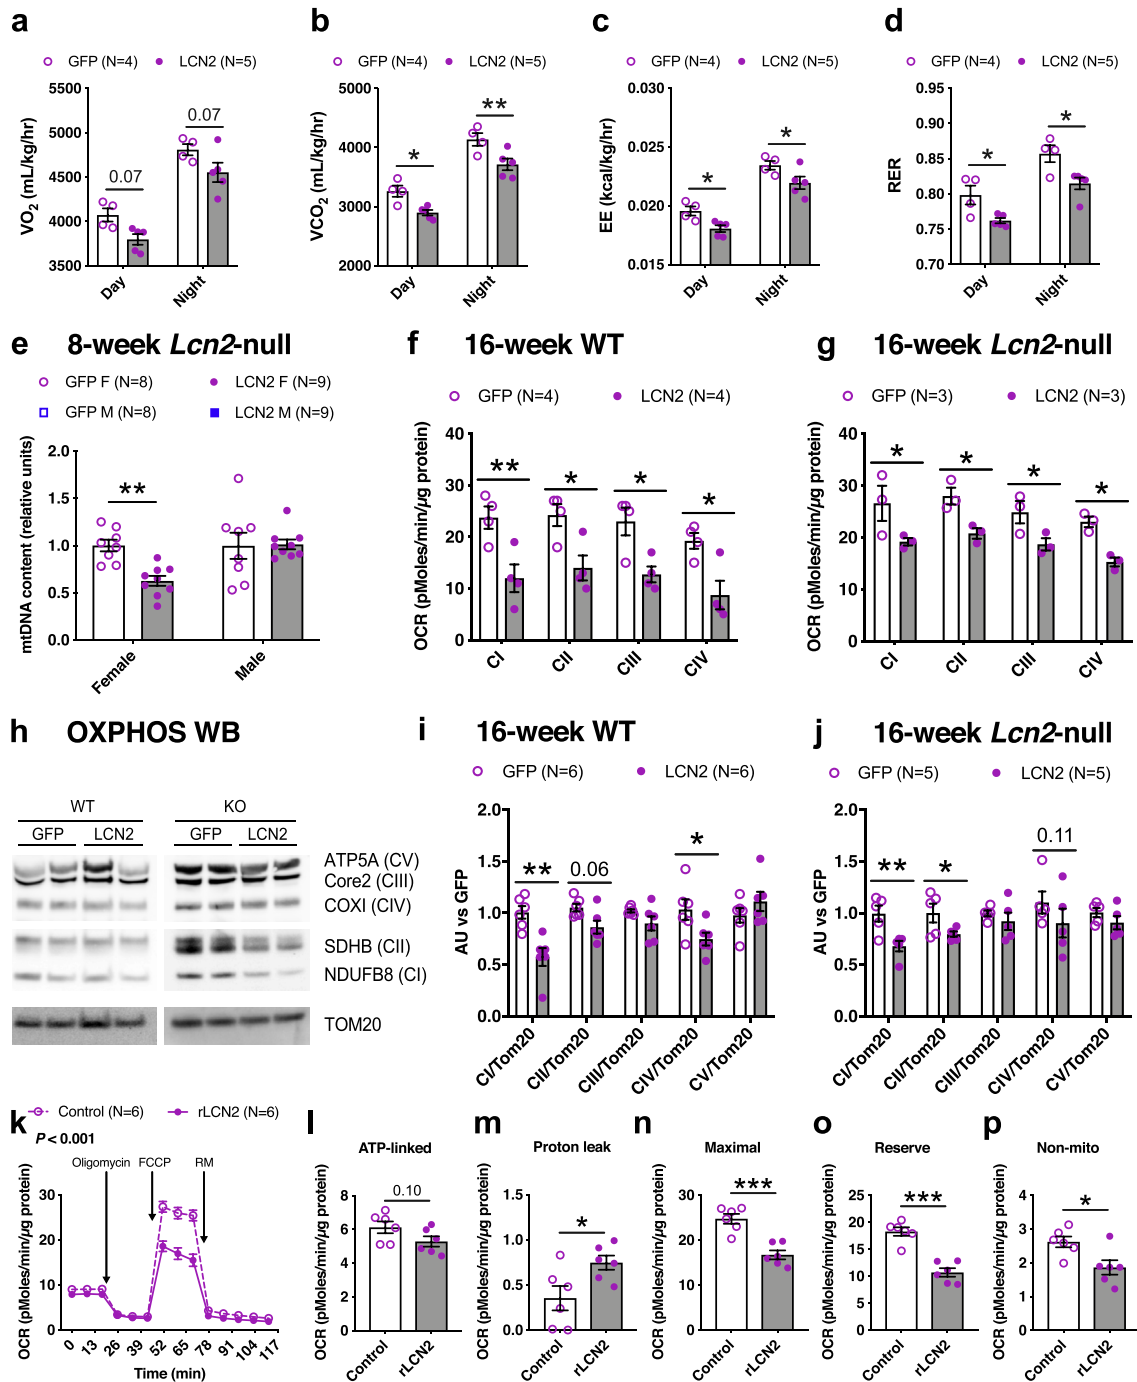 a
GFP (N=4) LCN2 (N=5)
VO2 (mL/kg/hr)
5500
5000
4500
4000
3500
0.07
0.07
Day Night
b
GFP (N=4) LCN2 (N=5)
VCO2 (mL/kg/hr)
4000
3000
2000
5000
*
**
Day Night
c
GFP (N=4) LCN2 (N=5)
EE (kcal/kg/hr)
0.030
0.025
0.020
0.015
*
*
Day Night
d
GFP (N=4) LCN2 (N=5)
RER
0.95
0.90
0.85
0.80
0.75
0.70
*
*
Day Night
e 8-week Lcn2-null
GFP F (N=8) LCN2 F (N=9)
GFP M (N=8) LCN2 M (N=9)
mtDNA content (relative units)
2.0
1.5
1.0
0.5
0.0
**
Female Male
f 16-week WT
GFP (N=4) LCN2 (N=4)
OCR (pMoles/min/µg protein)
40
30
20
10
0
** * * *
CI CII CIII CIV
g 16-week Lcn2-null
GFP (N=3) LCN2 (N=3)
OCR (pMoles/min/µg protein)
40
30
20
10
0
* * * *
CI CII CIII CIV
h OXPHOS WB
WT KO
GFP LCN2 GFP LCN2
ATP5A (CV)
Core2 (CIII)
COXI (CIV)
SDHB (CII)
NDUFB8 (CI)
TOM20
i 16-week WT
GFP (N=6) LCN2 (N=6)
AU vs GFP
2.0
1.5
1.0
0.5
0.0
** 0.06 *
CI/Tom20 CII/Tom20 CIII/Tom20 CIV/Tom20 CV/Tom20
j 16-week Lcn2-null
GFP (N=5) LCN2 (N=5)
AU vs GFP
2.0
1.5
1.0
0.5
0.0
** * 0.11
CI/Tom20 CII/Tom20 CIII/Tom20 CIV/Tom20 CV/Tom20
k
Control (N=6) rLCN2 (N=6)
P < 0.001
Oligomycin FCCP RM
OCR (pMoles/min/µg protein)
30
20
10
0
0 13 26 39 52 65 78 91 104 117
Time (min)
l
ATP-linked
OCR (pMoles/min/µg protein)
8
6
4
2
0
0.10
Control rLCN2
m
Proton leak
OCR (pMoles/min/µg protein)
1.5
1.0
0.5
0.0
*
Control rLCN2
n
Maximal
OCR (pMoles/min/µg protein)
30
20
10
0
***
Control rLCN2
o
Reserve
OCR (pMoles/min/µg protein)
25
20
15
10
5
0
***
Control rLCN2
p
Non-mito
OCR (pMoles/min/µg protein)
4
3
2
1
0
*
Control rLCN2